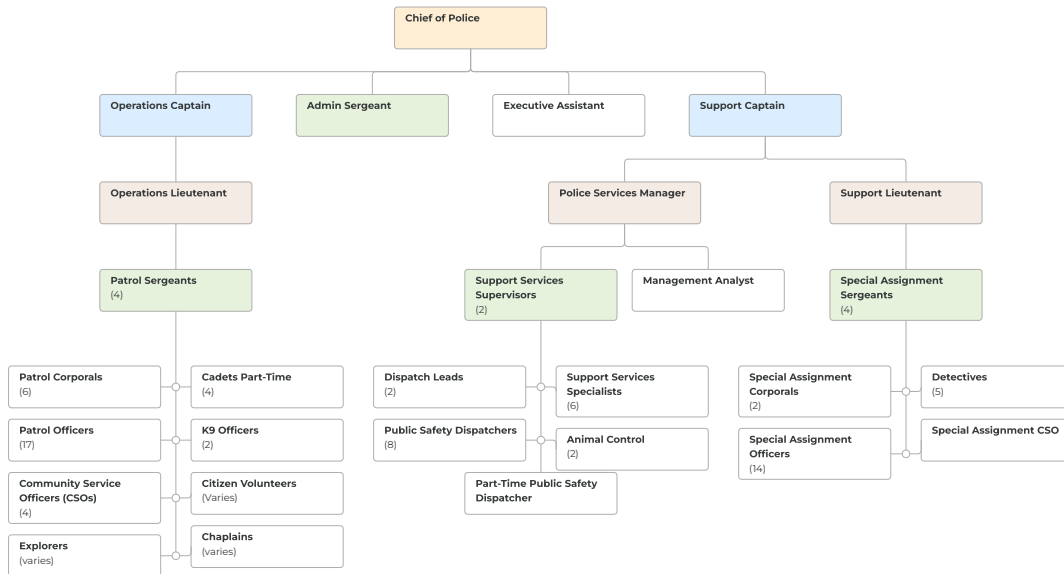 Chief of Police
Operations Captain
Admin Sergeant
Executive Assistant
Support Captain
Operations Lieutenant
Police Services Manager
Support Lieutenant
Patrol Sergeants
(4)
Support Services
Supervisors
(2)
Management Analyst
Special Assignment
Sergeants
(4)
Patrol Corporals
(6)
Cadets Part-Time
(4)
Dispatch Leads
(2)
Support Services
Specialists
(6)
Special Assignment
Corporals
(2)
Detectives
(5)
Patrol Officers
(17)
K9 Officers
(2)
Public Safety Dispatchers
(8)
Animal Control
(2)
Special Assignment
Officers
(14)
Special Assignment CSO
Community Service
Officers (CSOs)
(4)
Citizen Volunteers
(Varies)
Part-Time Public Safety
Dispatcher
Explorers
(varies)
Chaplains
(varies)